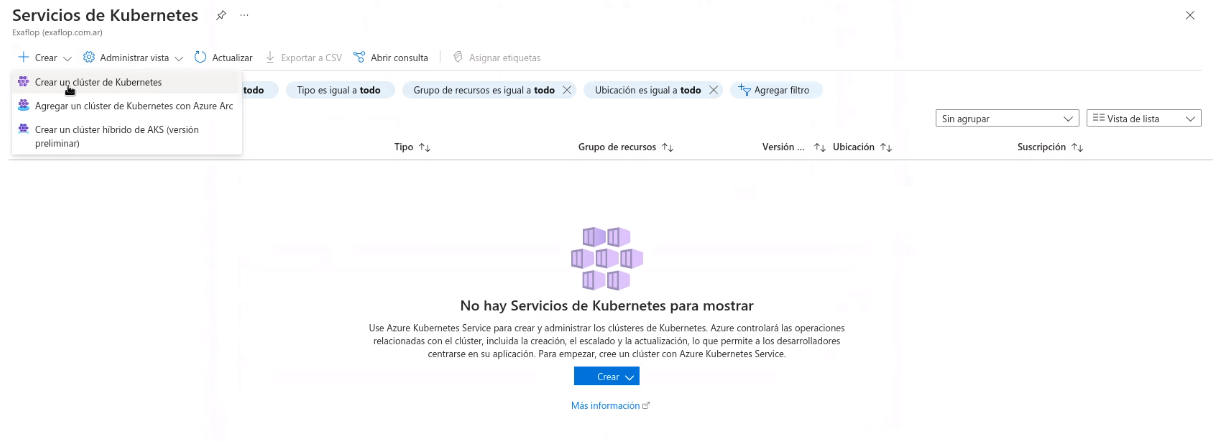 Servicios de Kubernetes
Exaflop (exaflop.com.ar)
Crear Administrar vista Actualizar Exportar a CSV Abrir consulta Asignar etiquetas
Crear un clúster de Kubernetes
todo Tipo es igual a todo Grupo de recursos es igual a todo Ubicación es igual a todo Agregar filtro
Agregar un clúster de Kubernetes con Azure Arc
Crear un clúster híbrido de AKS (versión
preliminar)
Sin agrupar Vista de lista
Tipo Grupo de recursos Versión ... Ubicación Suscripción
No hay Servicios de Kubernetes para mostrar
Use Azure Kubernetes Service para crear y administrar los clústeres de Kubernetes. Azure controlará las operaciones
relacionadas con el clúster, incluida la creación, el escalado y la actualización, lo que permite a los desarrolladores
centrarse en su aplicación. Para empezar, cree un clúster con Azure Kubernetes Service.
Crear
Más información